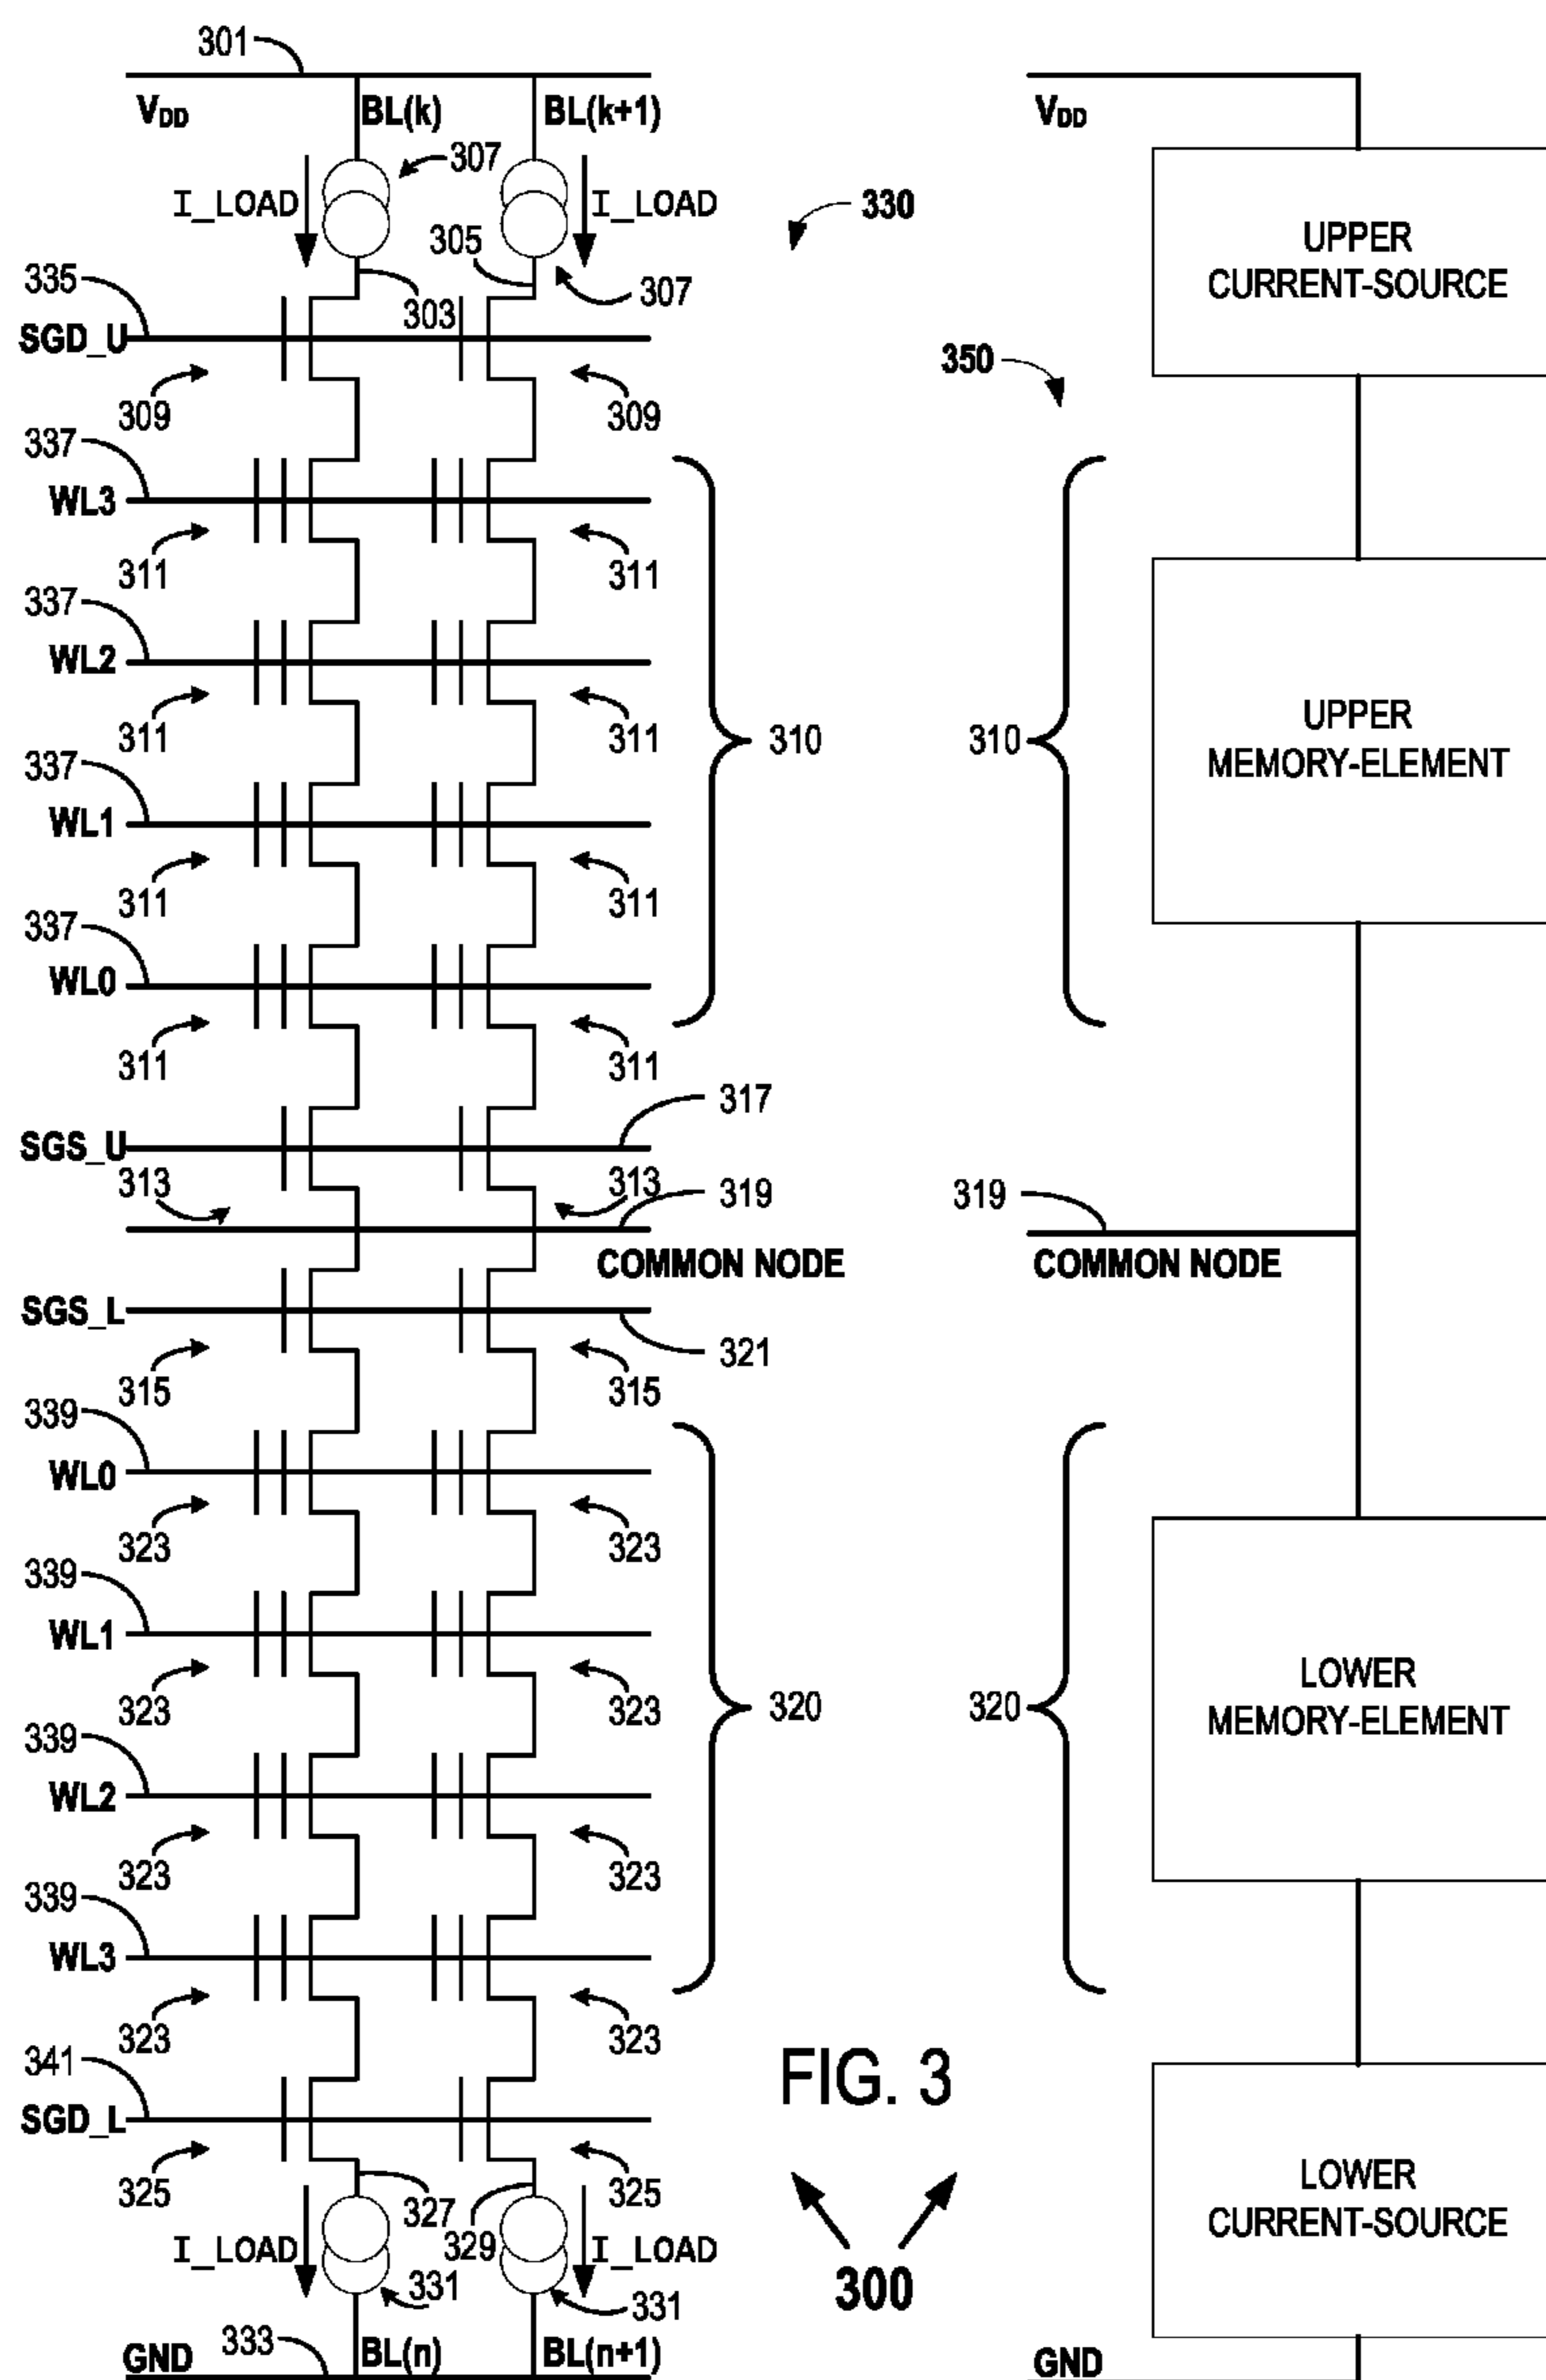 301
V_DD BL(k) BL(k+1) V_DD
307
I_LOAD I_LOAD 330
305
335 303 307
SGD_U
UPPER
CURRENT-SOURCE
350
309 309
337
WL3
311 311
337
WL2
311 311
310 310
UPPER
MEMORY-ELEMENT
337
WL1
311 311
337
WL0
311 311
317
SGS_U
313 313 319 319
COMMON NODE COMMON NODE
SGS_L
321
315 315
339
WL0
323 323
339
WL1
323 323
320 320
LOWER
MEMORY-ELEMENT
339
WL2
323 323
339
WL3
323 323
341
FIG. 3
SGD_L
325 327 325
LOWER
CURRENT-SOURCE
I_LOAD 329 I_LOAD
331 331 300
GND 333 BL(n) BL(n+1) GND